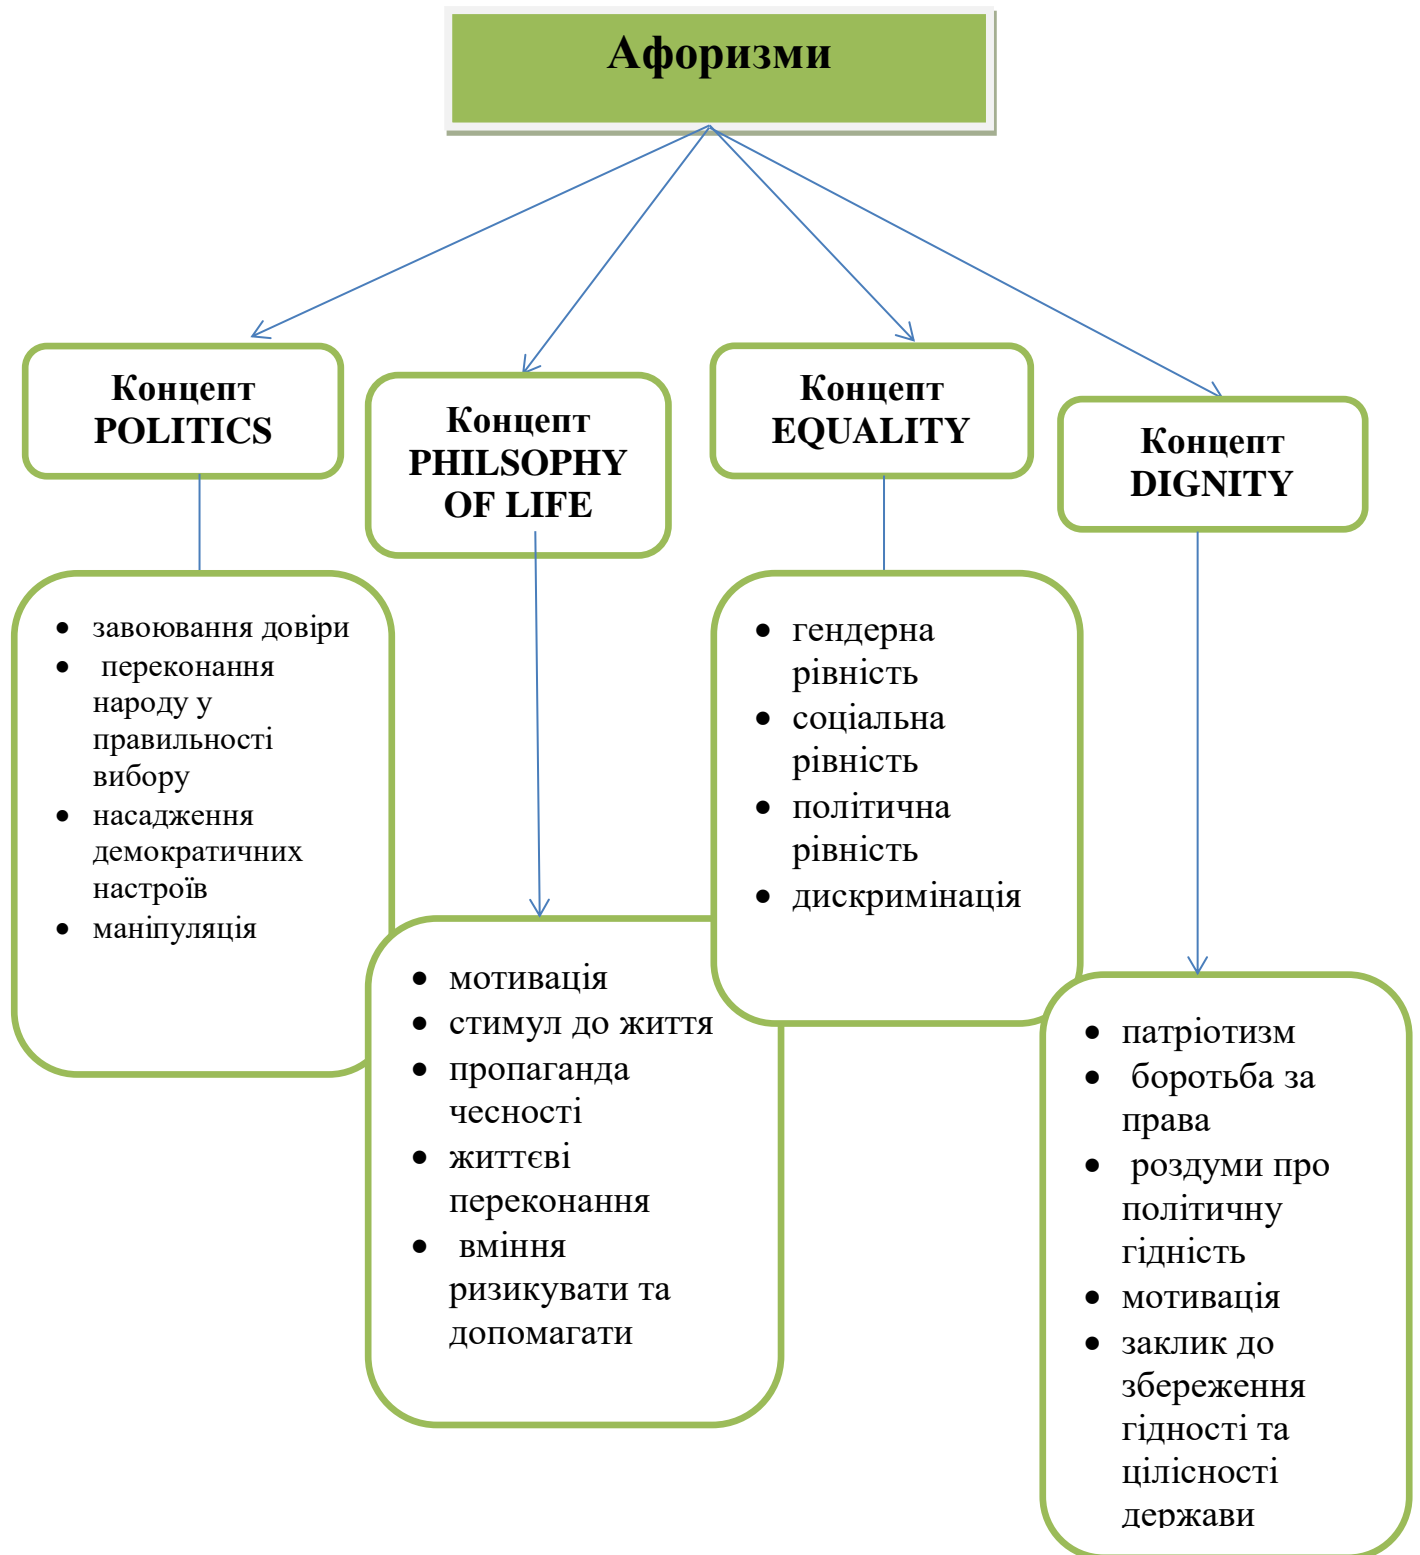 Афоризми
Концепт
POLITICS
Концепт
PHILSOPHY
OF LIFE
Концепт
EQUALITY
Концепт
DIGNITY
• завоювання довіри
• переконання
народу у
правильності
вибору
• насадження
демократичних
настроїв
• маніпуляція
• мотивація
• стимул до життя
• пропаганда
чесності
• життєві
переконання
• вміння
ризикувати та
допомагати
• гендерна
рівність
• соціальна
рівність
• політична
рівність
• дискримінація
• патріотизм
• боротьба за
права
• роздуми про
політичну
гідність
• мотивація
• заклик до
збереження
гідності та
цілісності
держави